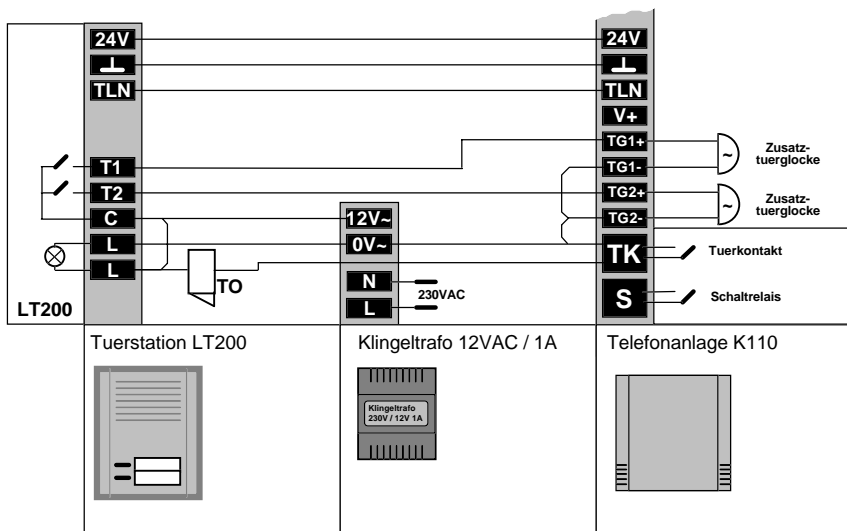 24V
TLN
T1
T2
C
L
L
LT200
TO
12V~
0V~
N
L
230VAC
24V
TLN
V+
TG1+
TG1-
TG2+
TG2-
TK
S
~
Zusatz-
tuerglocke
~
Zusatz-
tuerglocke
Tuerkontakt
Schaltrelais
Tuerstation LT200
Klingeltrafo 12VAC / 1A
Telefonanlage K110
Klingeltrafo
230V / 12V 1A